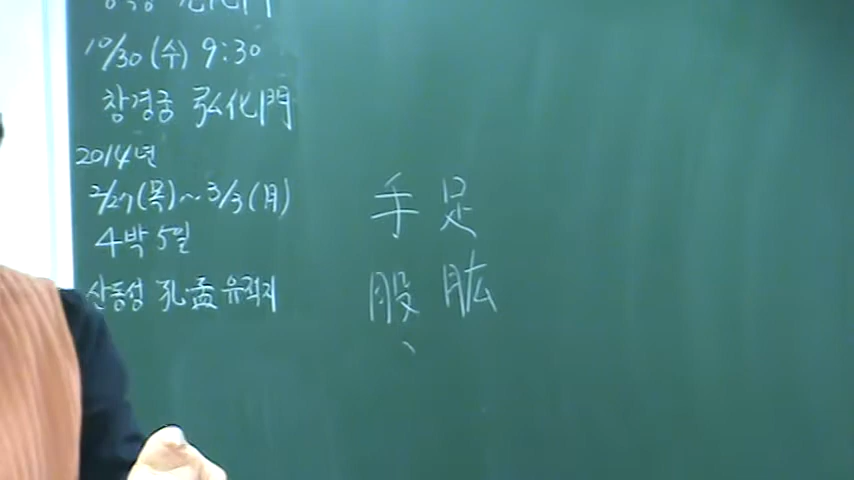 10/30 (수) 9:30
창경궁 弘化門
2014년
2/27(목)~3/3(月)
4박 5일
산동성 孔·孟 유적지
手足
股肱